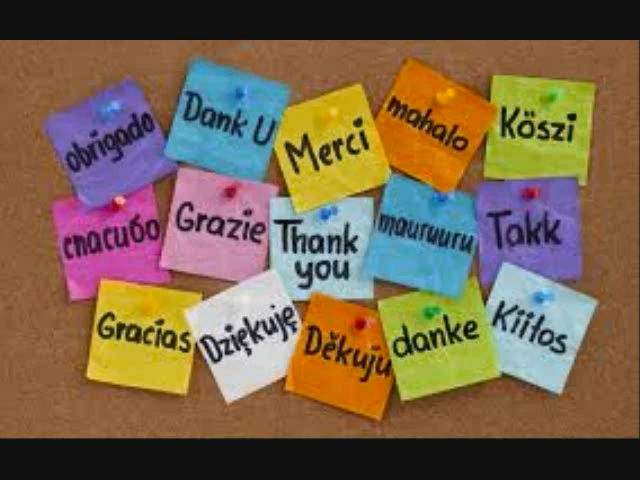 obrigado
Dank U
Merci
mahalo
Köszi
спасибо
Grazie
Thank
you
mauruuru
Takk
Gracias
Dziękuję
Děkuju
danke
Kiitos